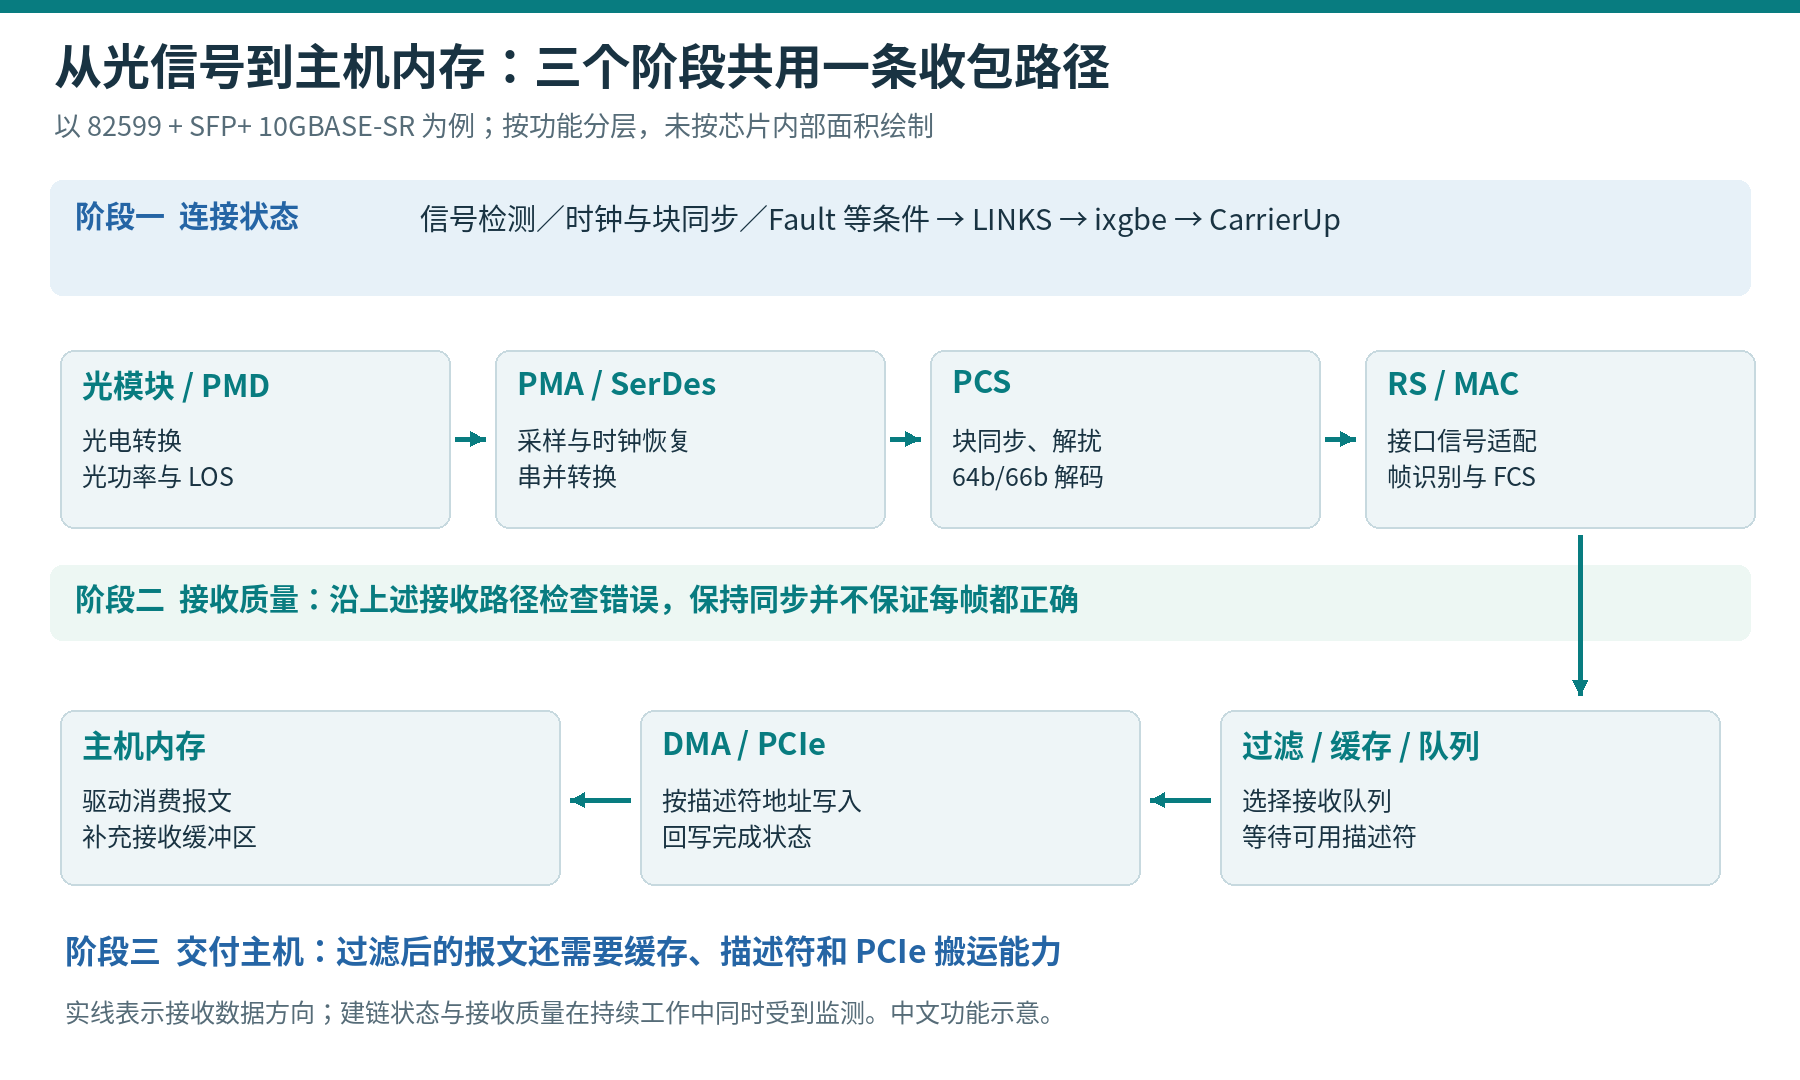 从光信号到主机内存：三个阶段共用一条收包路径
以 82599 + SFP+ 10GBASE-SR 为例；按功能分层，未按芯片内部面积绘制
阶段一 连接状态
信号检测／时钟与块同步／Fault 等条件 → LINKS → ixgbe → CarrierUp
光模块 / PMD
光电转换
光功率与 LOS
PMA / SerDes
采样与时钟恢复
串并转换
PCS
块同步、解扰
64b/66b 解码
RS / MAC
接口信号适配
帧识别与 FCS
阶段二 接收质量：沿上述接收路径检查错误，保持同步并不保证每帧都正确
主机内存
驱动消费报文
补充接收缓冲区
DMA / PCIe
按描述符地址写入
回写完成状态
过滤 / 缓存 / 队列
选择接收队列
等待可用描述符
阶段三 交付主机：过滤后的报文还需要缓存、描述符和 PCIe 搬运能力
实线表示接收数据方向；建链状态与接收质量在持续工作中同时受到监测。中文功能示意。